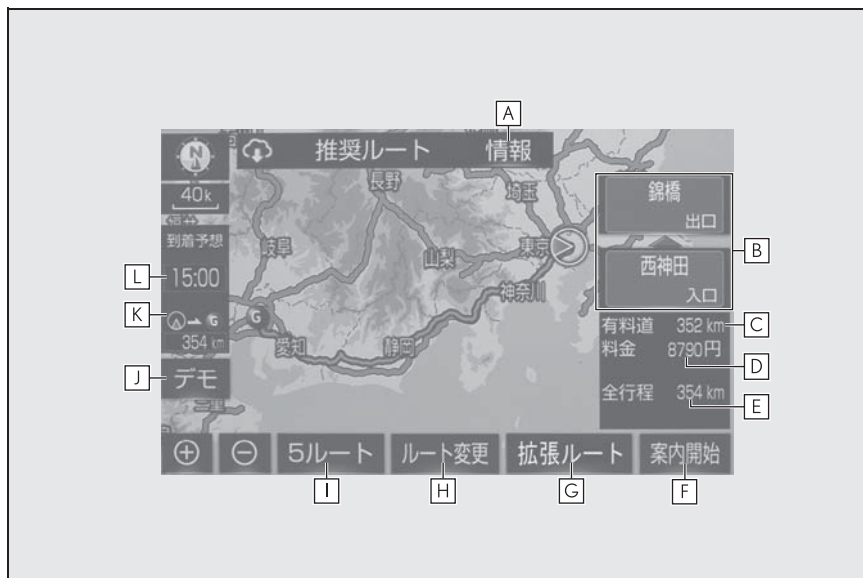 A
推奨ルート 情報
N
40k
長野
埼玉
錦橋
出口
B
到着予想
岐阜
山梨
東京
西神田
入口
L
15:00
神奈川
K
G
G
354 km
愛知
静岡
有料道 352 km
C
料金 8790円
D
J
デモ
全行程 354 km
E
三重
⊕
⊖
5ルート
ルート変更
拡張ルート
案内開始
I
H
G
F